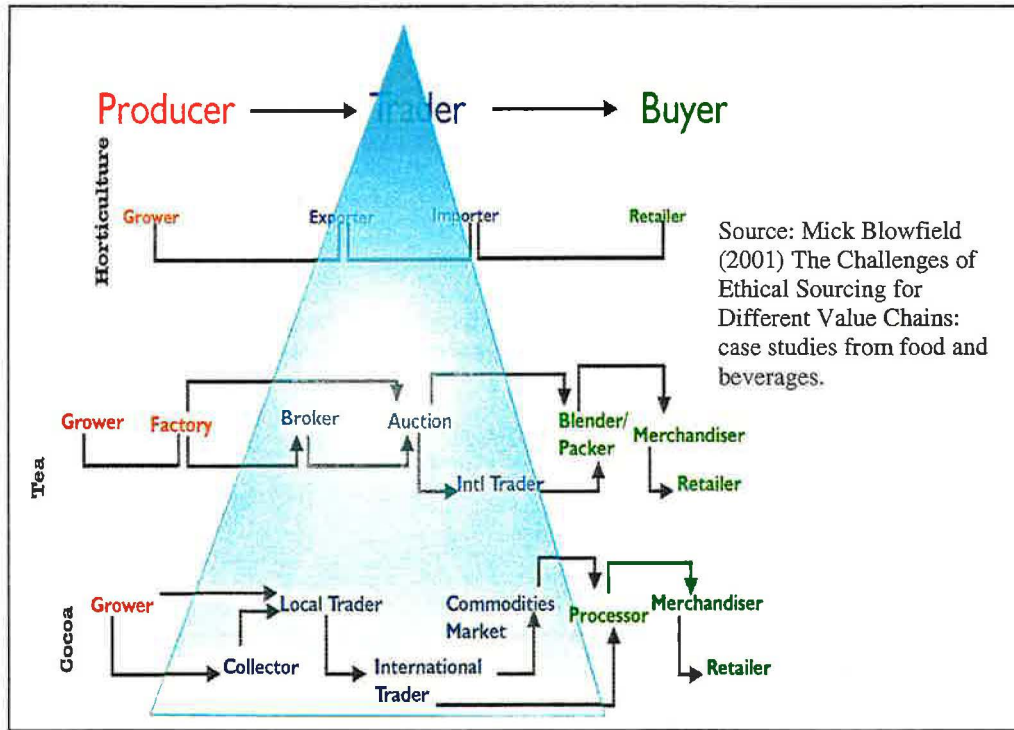 Producer Trader Buyer
Horticulture
Grower Exporter Importer Retailer
Source: Mick Blowfield
(2001) The Challenges of
Ethical Sourcing for
Different Value Chains:
case studies from food and
beverages.
Tea
Grower Factory Broker Auction Blender/
Packer Merchandiser
Intl Trader Retailer
Cocoa
Grower Local Trader Commodities
Market Processor Merchandiser
Collector International
Trader Retailer